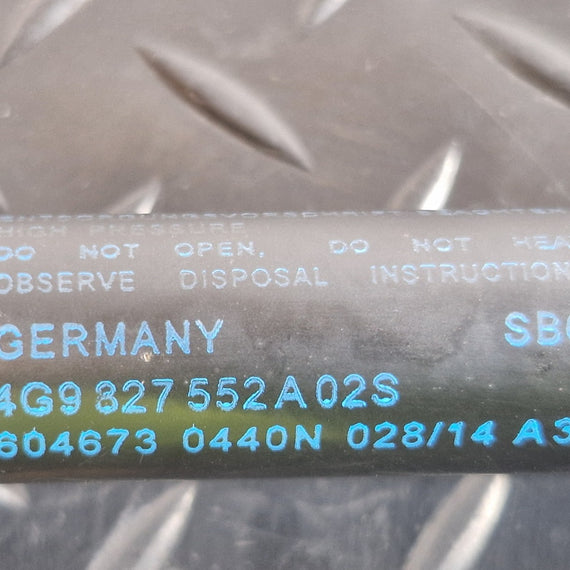 HIGH PRESSURE
DO NOT OPEN. DO NOT HEA
OBSERVE DISPOSAL INSTRUCTION
GERMANY SB
4G9 827 552 A 02S
604673 0440N 028/14 A3